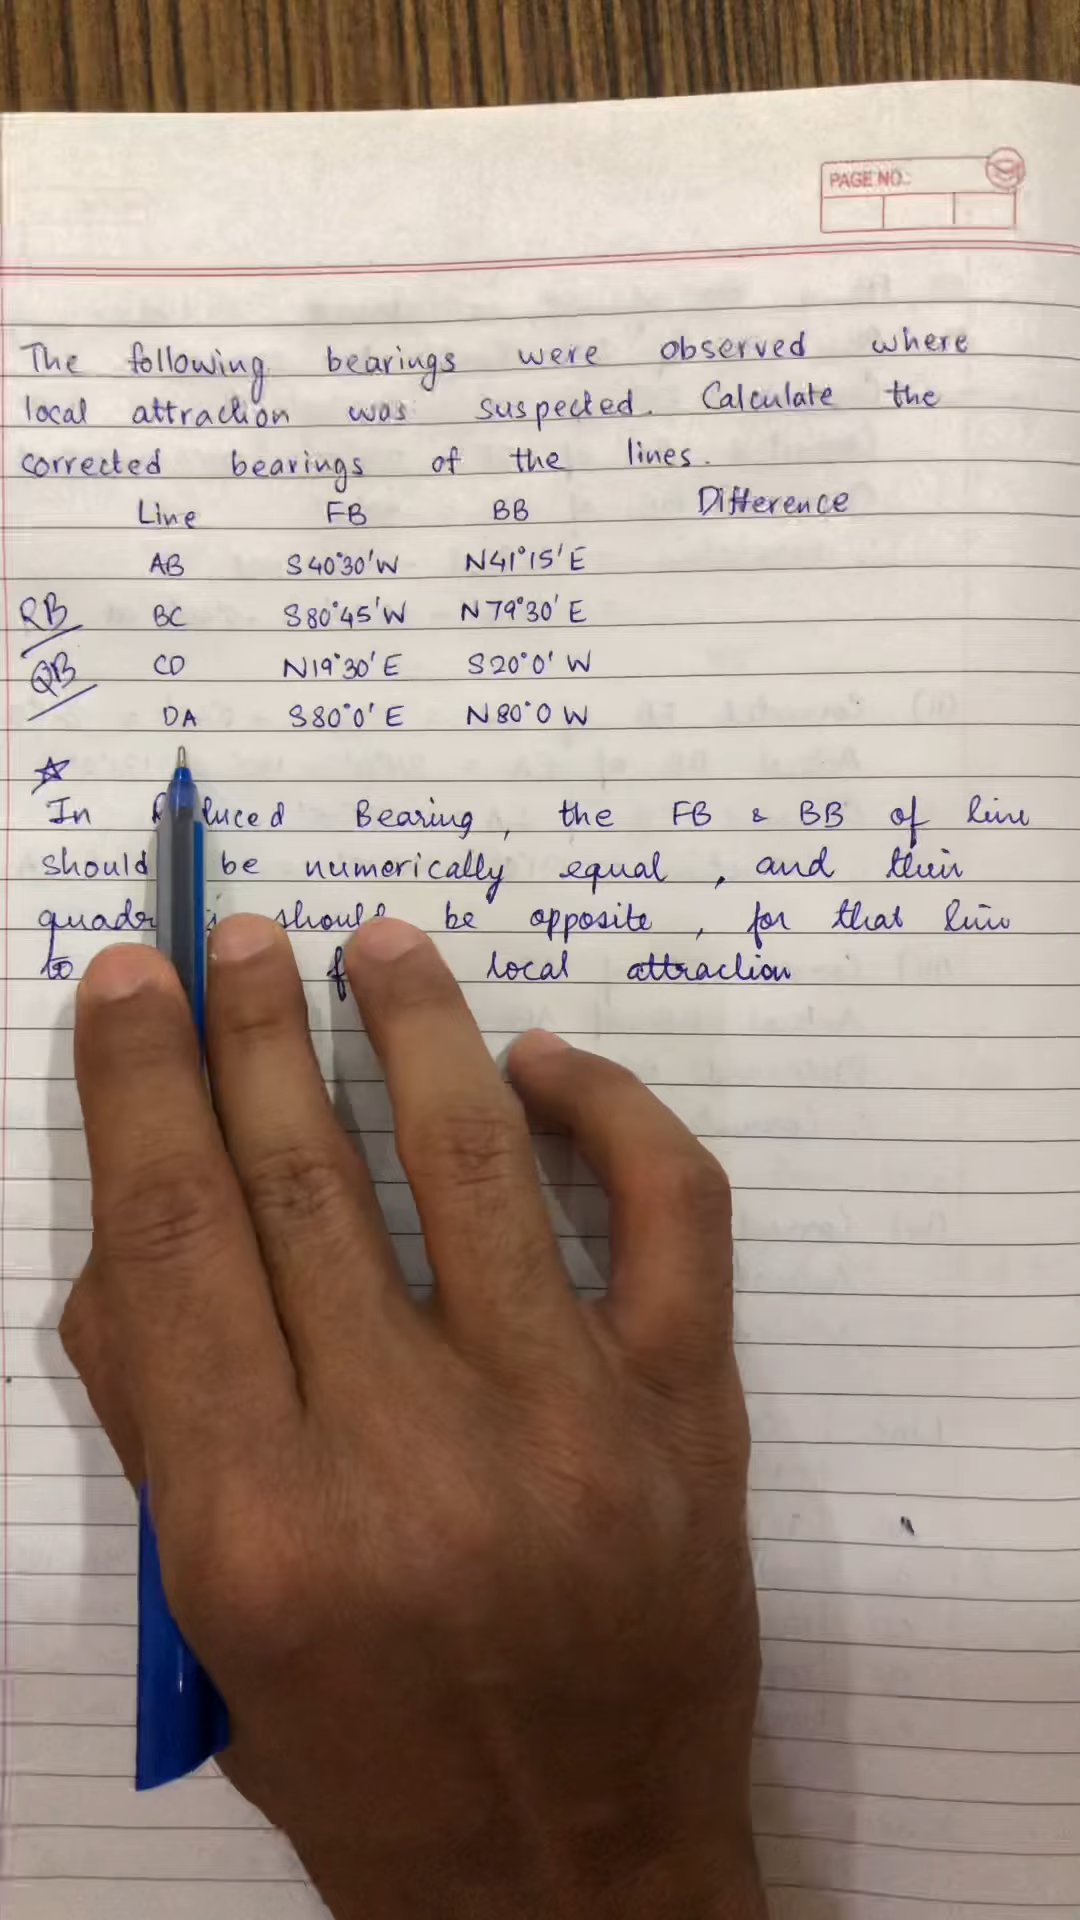 PAGE NO.:
The following bearings were observed where
local attraction was suspected. Calculate the
corrected bearings of the lines.
Line FB BB Difference
AB S40°30'W N41°15'E
RB BC S80°45'W N79°30'E
QB CD N19°30'E S20°0'W
DA S80°0'E N80°0W
In Bearing, the FB & BB of line
should be numerically equal, and their
should be opposite, for that line
to local attraction